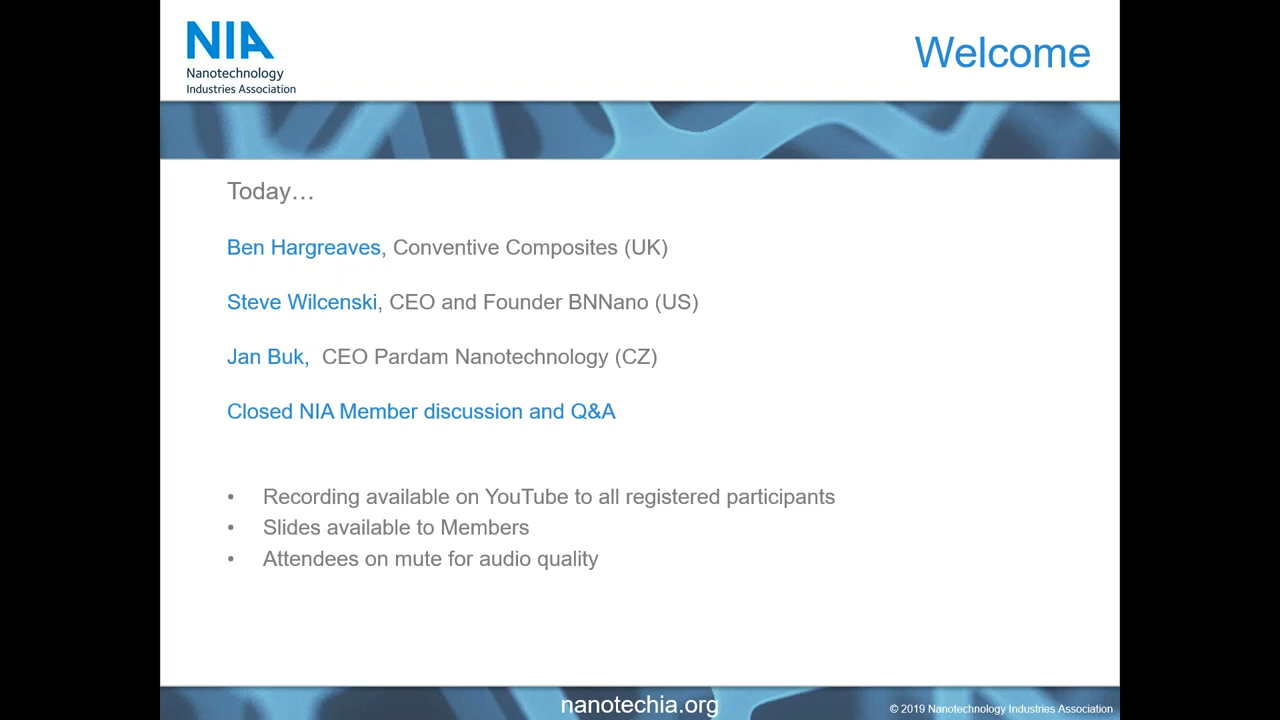 NIA
Nanotechnology
Industries Association
Welcome
Today…
Ben Hargreaves, Conventive Composites (UK)
Steve Wilcenski, CEO and Founder BNNano (US)
Jan Buk,  CEO Pardam Nanotechnology (CZ)
Closed NIA Member discussion and Q&A
• Recording available on YouTube to all registered participants
• Slides available to Members
• Attendees on mute for audio quality
nanotechia.org
© 2019 Nanotechnology Industries Association